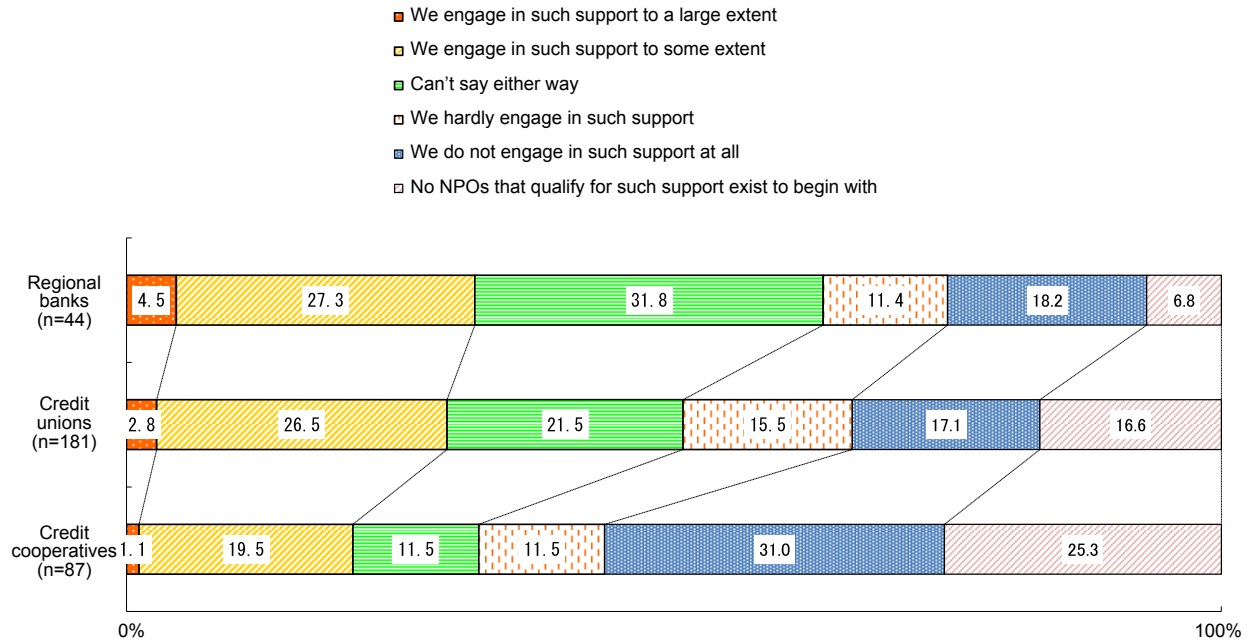 We engage in such support to a large extent
We engage in such support to some extent
Can't say either way
We hardly engage in such support
We do not engage in such support at all
No NPOs that qualify for such support exist to begin with
Regional
banks
(n=44)
4.5 27.3 31.8 11.4 18.2 6.8
Credit
unions
(n=181)
2.8 26.5 21.5 15.5 17.1 16.6
Credit
cooperatives
(n=87)
1.1 19.5 11.5 11.5 31.0 25.3
0% 100%